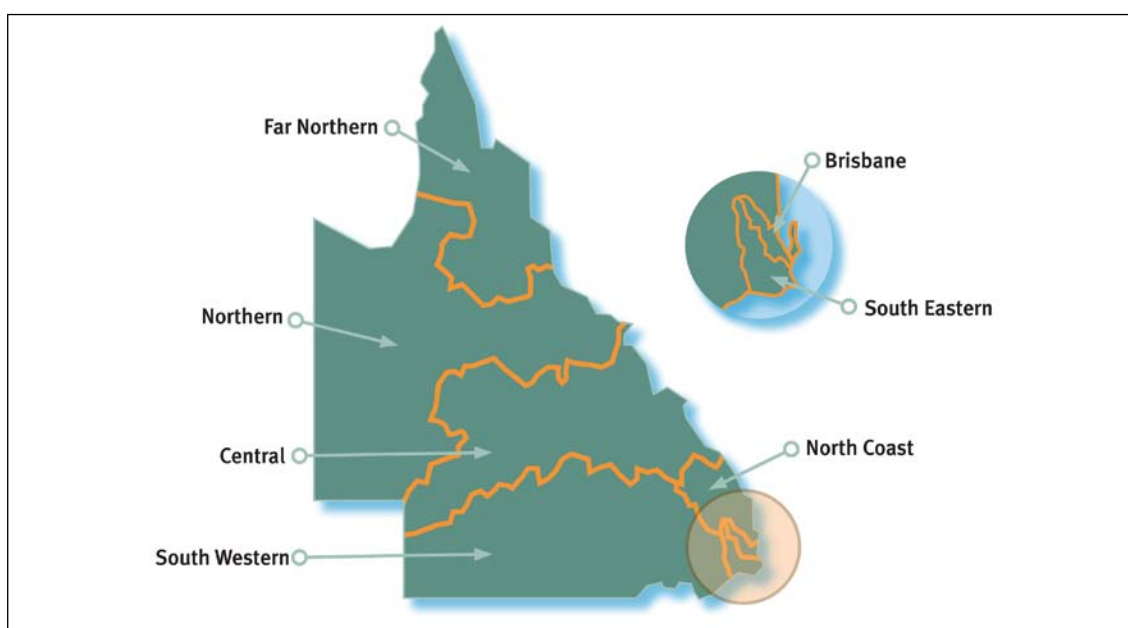 Far Northern
Brisbane
South Eastern
Northern
Central
North Coast
South Western